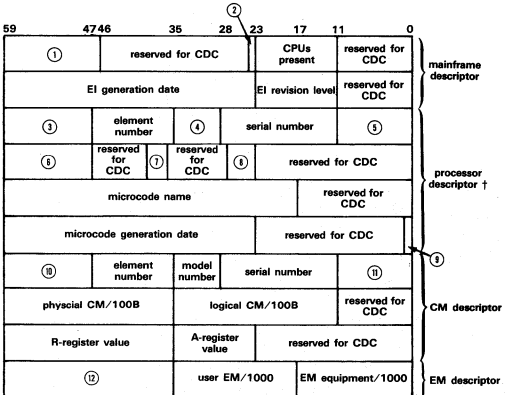 2
59 47 46 35 28 23 17 11 0
1 reserved for CDC CPUs present reserved for CDC mainframe descriptor
EI generation date EI revision level reserved for CDC
3 element number 4 serial number 5
6 reserved for CDC 7 reserved for CDC 8 reserved for CDC processor descriptor †
microcode name reserved for CDC
microcode generation date reserved for CDC
9
10 element number model number serial number 11
physcial CM/100B logical CM/100B reserved for CDC CM descriptor
R-register value A-register value reserved for CDC
12 user EM/1000 EM equipment/1000 EM descriptor